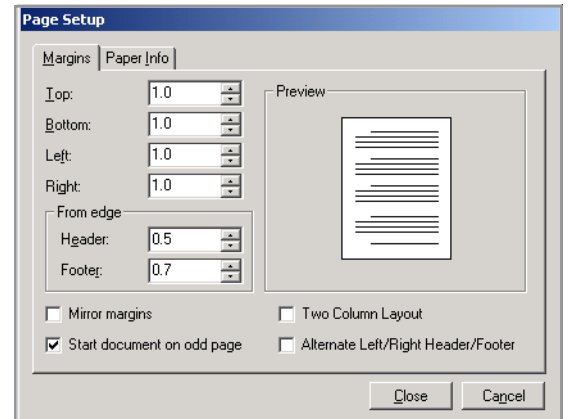 Page Setup
Margins Paper Info
Top: 1.0
Bottom: 1.0
Left: 1.0
Right: 1.0
Preview
From edge
Header: 0.5
Footer: 0.7
Mirror margins
Two Column Layout
Start document on odd page
Alternate Left/Right Header/Footer
Close Cancel